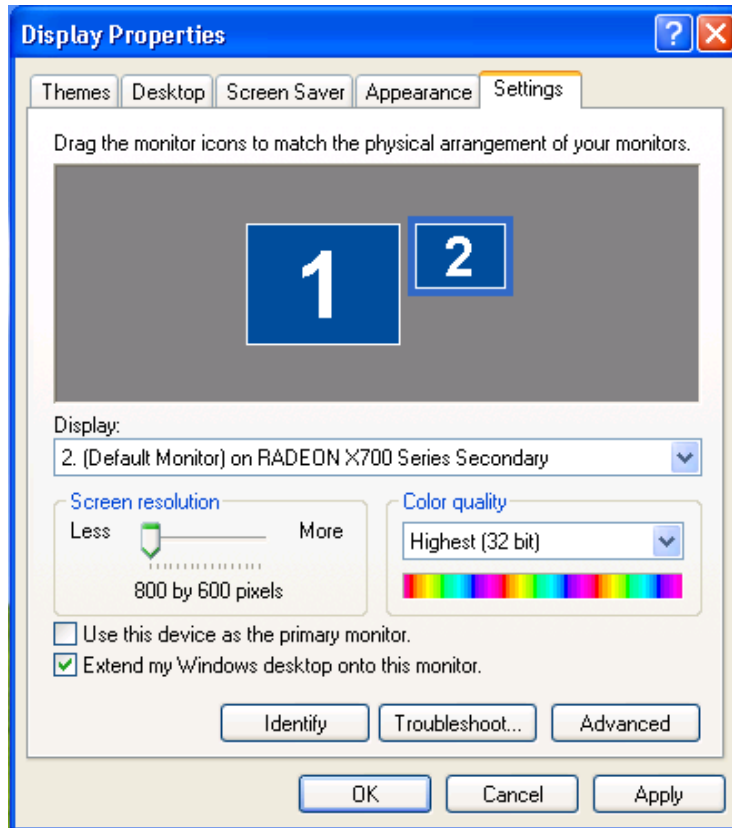 Display Properties
Themes Desktop Screen Saver Appearance Settings
Drag the monitor icons to match the physical arrangement of your monitors.
1 2
Display:
2. (Default Monitor) on RADEON X700 Series Secondary
Screen resolution
Less More
800 by 600 pixels
Color quality
Highest (32 bit)
Use this device as the primary monitor.
Extend my Windows desktop onto this monitor.
Identify Troubleshoot... Advanced
OK Cancel Apply